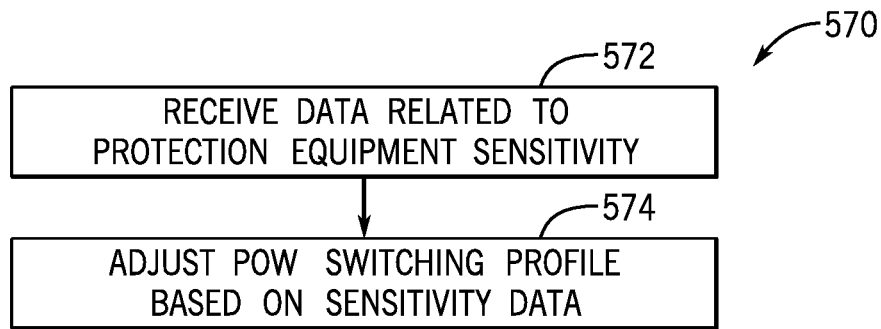 570
572
RECEIVE DATA RELATED TO
PROTECTION EQUIPMENT SENSITIVITY
574
ADJUST POW SWITCHING PROFILE
BASED ON SENSITIVITY DATA